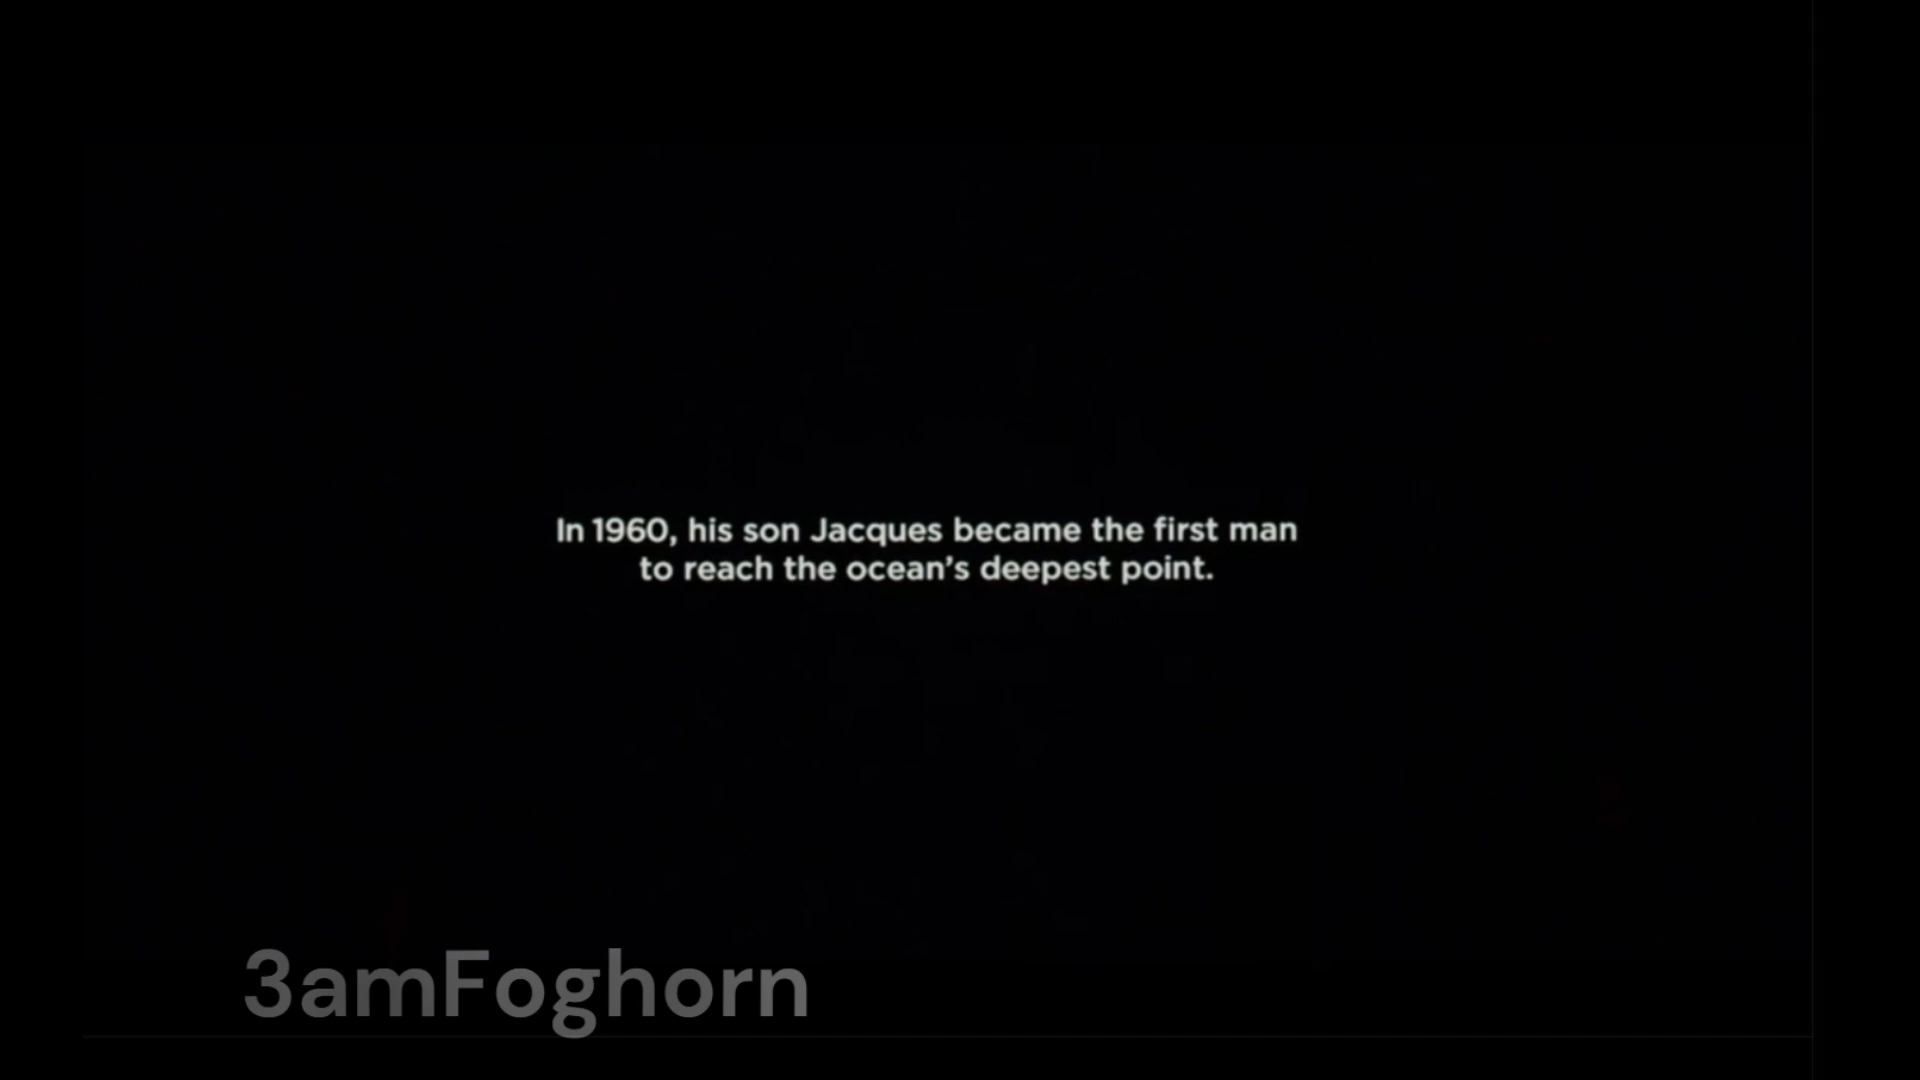 In 1960, his son Jacques became the first man
to reach the ocean’s deepest point.
3amFoghorn